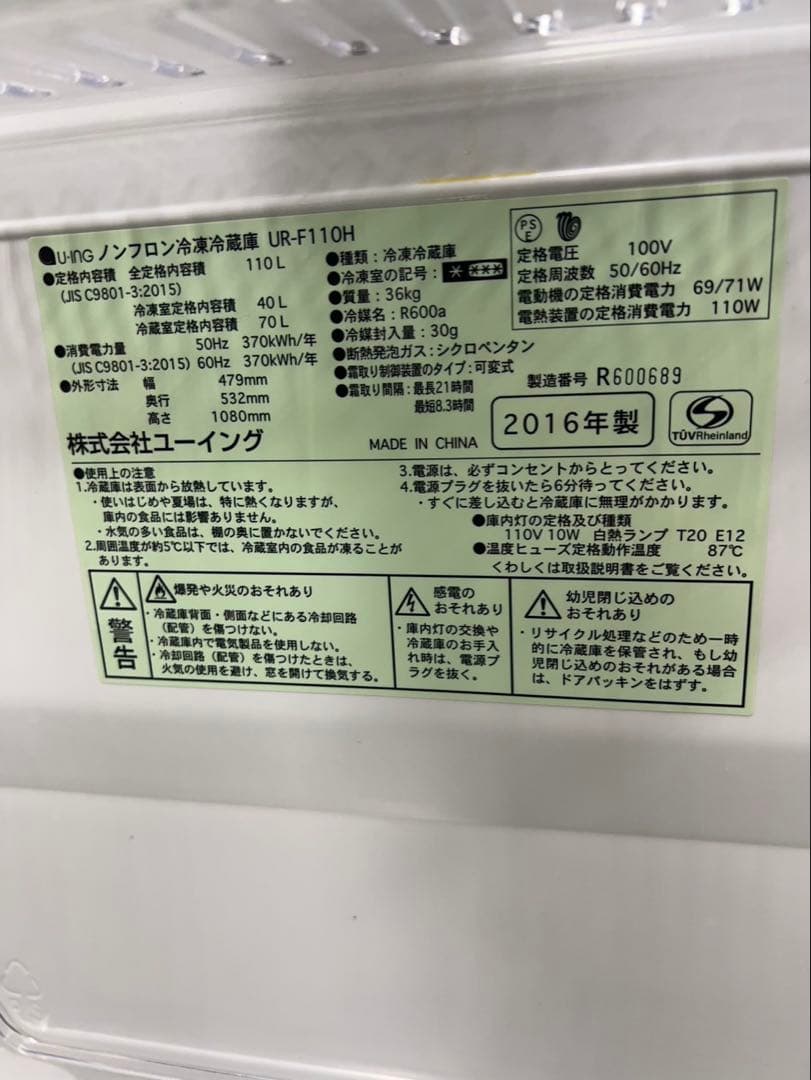 U-ING ノンフロン冷凍冷蔵庫 UR-F110H
●定格内容積 全定格内容積 110L
(JIS C9801-3:2015)
冷凍室定格内容積 40L
冷蔵室定格内容積 70L
●消費電力量 50Hz 370kWh/年
(JIS C9801-3:2015) 60Hz 370kWh/年
●外形寸法 幅 479mm
奥行 532mm
高さ 1080mm
株式会社ユーイング
●種類:冷凍冷蔵庫
●冷凍室の記号:* ***
●質量:36kg
●冷媒名:R600a
●冷媒封入量:30g
●断熱発泡ガス:シクロペンタン
●霜取り制御装置のタイプ:可変式
●霜取り間隔:最長21時間
最短8.3時間
MADE IN CHINA
PSE
定格電圧 100V
定格周波数 50/60Hz
電動機の定格消費電力 69/71W
電熱装置の定格消費電力 110W
製造番号 R600689
2016年製
TÜVRheinland
●使用上の注意
1.冷蔵庫は表面から放熱しています。
・使いはじめや夏場は、特に熱くなりますが、
庫内の食品には影響ありません。
・水気の多い食品は、棚の奥に置かないでください。
2.周囲温度が約5℃以下では、冷蔵室内の食品が凍ることが
あります。
3.電源は、必ずコンセントからとってください。
4.電源プラグを抜いたら6分待ってください。
・すぐに差し込むと冷蔵庫に無理がかかります。
●庫内灯の定格及び種類
110V 10W 白熱ランプ T20 E12
●温度ヒューズ定格動作温度 87℃
くわしくは取扱説明書をご覧ください。
警告
爆発や火災のおそれあり
・冷蔵庫背面・側面などにある冷却回路
(配管)を傷つけない。
・冷蔵庫内で電気製品を使用しない。
・冷却回路(配管)を傷つけたときは、
火気の使用を避け、窓を開けて換気する。
感電の
おそれあり
・庫内灯の交換や
冷蔵庫のお手入
れ時は、電源プ
ラグを抜く。
幼児閉じ込めの
おそれあり
・リサイクル処理などのため一時
的に冷蔵庫を保管され、もし幼
児閉じ込めのおそれがある場合
は、ドアパッキンをはずす。